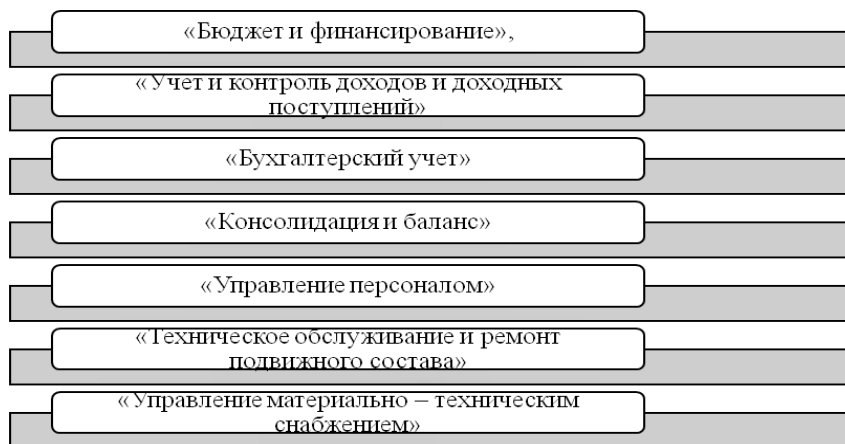 «Бюджет и финансирование»,
«Учет и контроль доходов и доходных
поступлений»
«Бухгалтерский учет»
«Консолидация и баланс»
«Управление персоналом»
«Техническое обслуживание и ремонт
подвижного состава»
«Управление материально – техническим
снабжением»